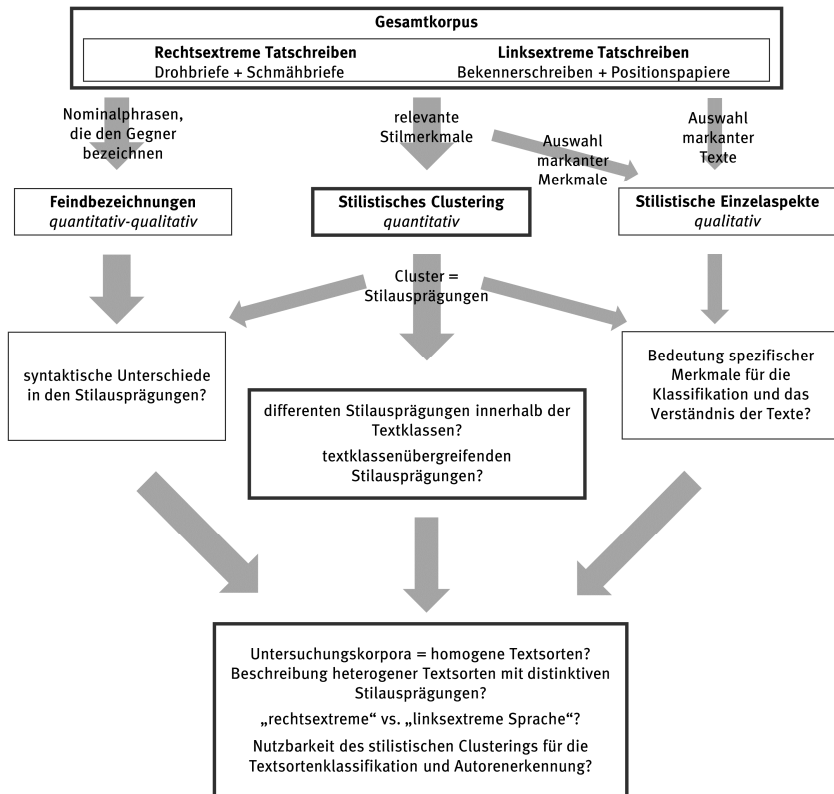 Gesamtkorpus
Rechtsextreme Tatschreiben
Drohbriefe + Schmähbriefe
Linksextreme Tatschreiben
Bekennerschreiben + Positionspapiere
Nominalphrasen,
die den Gegner
bezeichnen
relevante
Stilmerkmale
Auswahl
markanter
Merkmale
Auswahl
markanter
Texte
Feindbezeichnungen
quantitativ-qualitativ
Stilistisches Clustering
quantitativ
Stilistische Einzelaspekte
qualitativ
Cluster =
Stilausprägungen
syntaktische Unterschiede
in den Stilausprägungen?
differenten Stilausprägungen innerhalb der
Textklassen?
textklassenübergreifenden
Stilausprägungen?
Bedeutung spezifischer
Merkmale für die
Klassifikation und das
Verständnis der Texte?
Untersuchungskorpora = homogene Textsorten?
Beschreibung heterogener Textsorten mit distinktiven
Stilausprägungen?
„rechtsextreme“ vs. „linksextreme Sprache“?
Nutzbarkeit des stilistischen Clusterings für die
Textsortenklassifikation und Autorenerkennung?